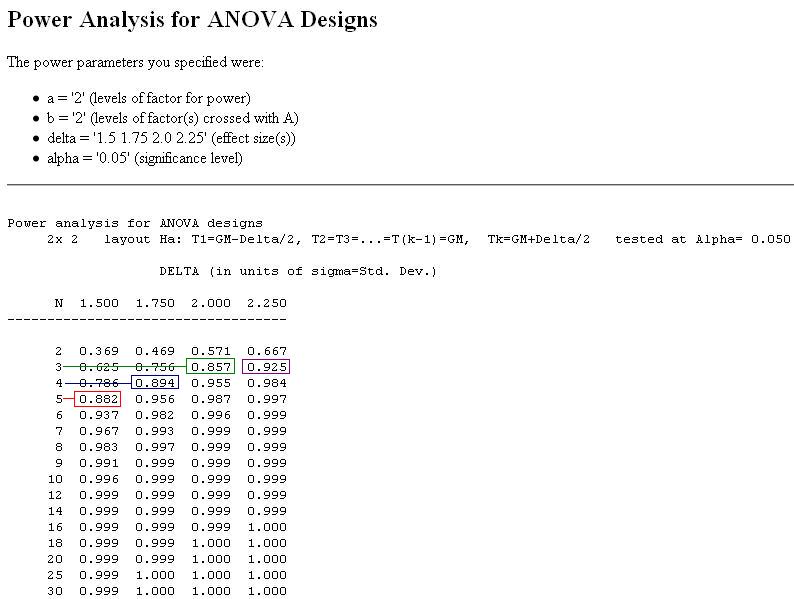 Power Analysis for ANOVA Designs
The power parameters you specified were:
• a = '2' (levels of factor for power)
• b = '2' (levels of factor(s) crossed with A)
• delta = '1.5 1.75 2.0 2.25' (effect size(s))
• alpha = '0.05' (significance level)
Power analysis for ANOVA designs
2x 2 layout Ha: T1=GM-Delta/2, T2=T3=...=T(k-1)=GM, Tk=GM+Delta/2 tested at Alpha= 0.050
DELTA (in units of sigma=Std. Dev.)
N 1.500 1.750 2.000 2.250
-----------------------------------
2 0.369 0.469 0.571 0.667
3 0.625 0.756 0.857 0.925
4 0.786 0.894 0.955 0.984
5 0.882 0.956 0.987 0.997
6 0.937 0.982 0.996 0.999
7 0.967 0.993 0.999 0.999
8 0.983 0.997 0.999 0.999
9 0.991 0.999 0.999 0.999
10 0.996 0.999 0.999 0.999
12 0.999 0.999 0.999 0.999
14 0.999 0.999 0.999 0.999
16 0.999 0.999 0.999 1.000
18 0.999 0.999 1.000 1.000
20 0.999 0.999 1.000 1.000
25 0.999 1.000 1.000 1.000
30 0.999 1.000 1.000 1.000